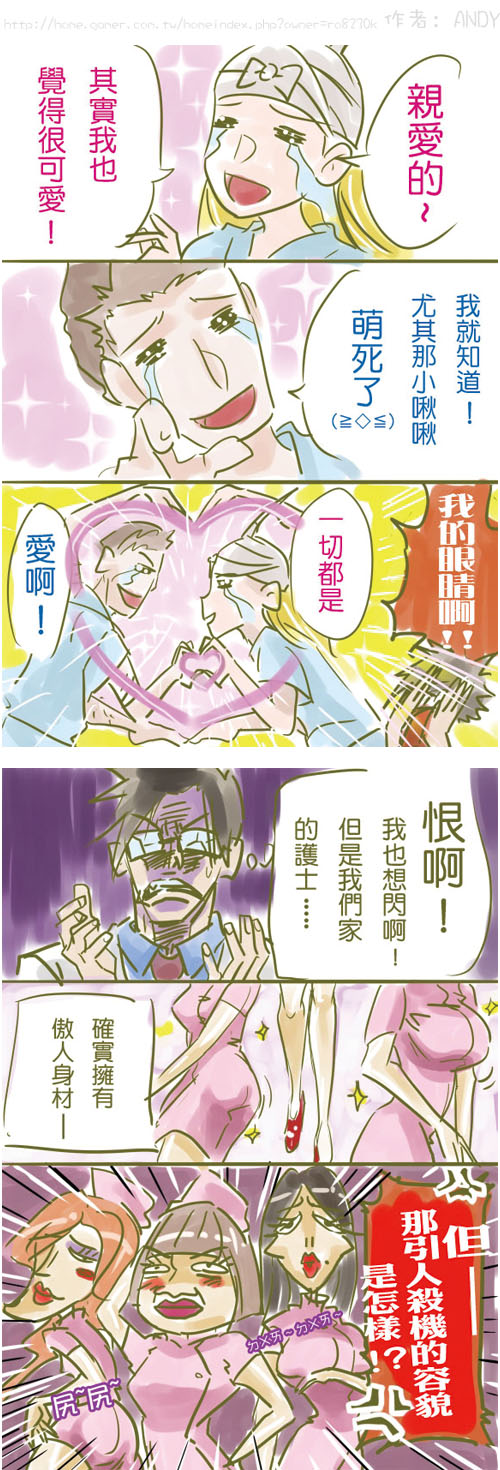 http://home.gamer.com.tw/homeindex.php?owner=ro8230k 作者: ANDY
親愛的~
其實我也
覺得很可愛！
我就知道！
尤其那小啾啾
萌死了
(≧◇≦)
我的眼睛啊!!
一切都是
愛啊！
恨啊！
我也想閃啊！
但是我們家
的護士……
確實擁有
傲人身材—
但—
那引人殺機的容貌
是怎樣！？
ㄉㄨㄞ~ㄉㄨㄞ~
尻~尻~